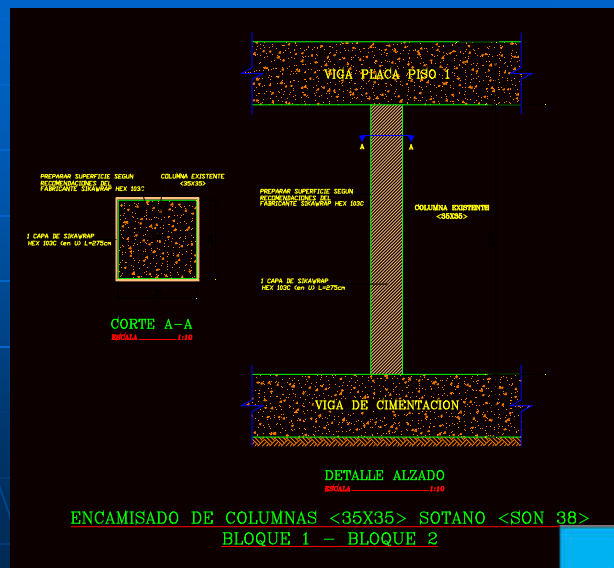 VIGA PLACA PISO 1
A A
PREPARAR SUPERFICIE SEGUN
RECOMENDACIONES DEL
FABRICANTE SIKAWRAP HEX 103C
COLUMNA EXISTENTE
<35X35>
1 CAPA DE SIKAWRAP
HEX 103C (en U) L=275cm
CORTE A-A
ESCALA 1:10
PREPARAR SUPERFICIE SEGUN
RECOMENDACIONES DEL
FABRICANTE SIKAWRAP HEX 103C
COLUMNA EXISTENTE
<35X35>
1 CAPA DE SIKAWRAP
HEX 103C (en U) L=275cm
VIGA DE CIMENTACION
DETALLE ALZADO
ESCALA 1:10
ENCAMISADO DE COLUMNAS <35X35> SOTANO <SON 38>
BLOQUE 1 - BLOQUE 2